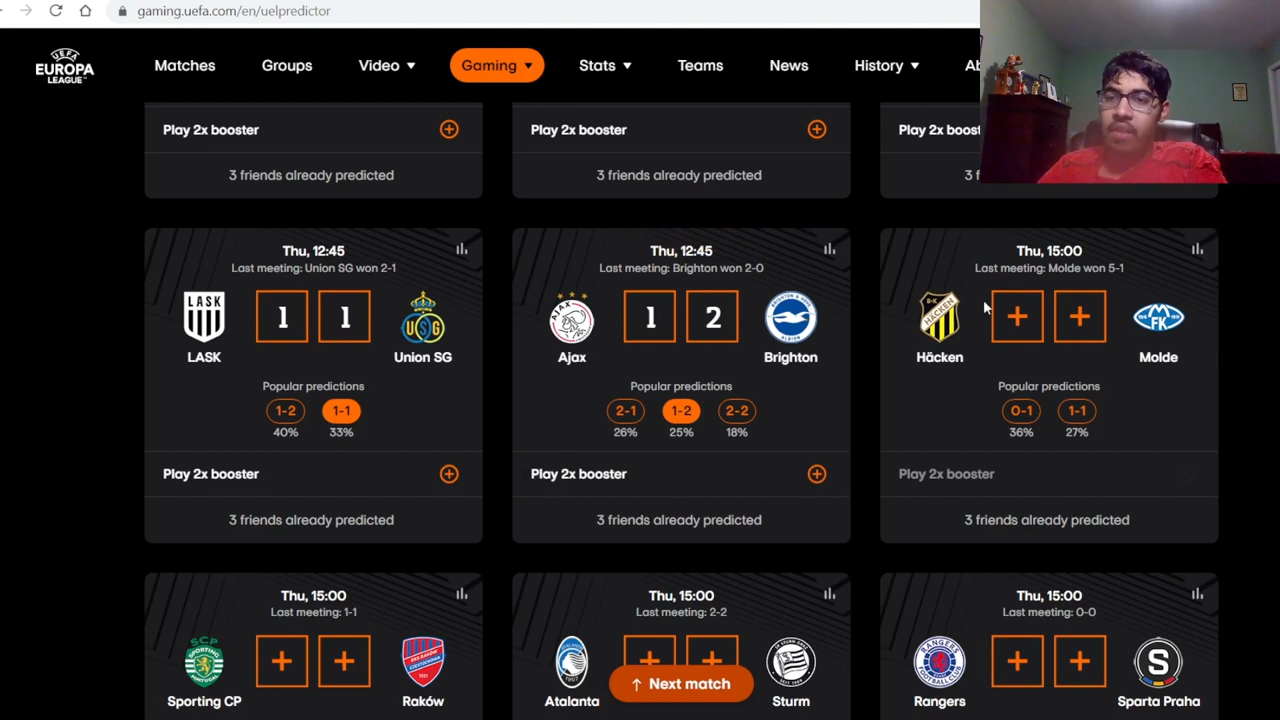 gaming.uefa.com/en/uelpredictor
UEFA
EUROPA
LEAGUE
Matches
Groups
Video
Gaming
Stats
Teams
News
History
Play 2x booster
Play 2x booster
Play 2x booster
3 friends already predicted
3 friends already predicted
Thu, 12:45
Last meeting: Union SG won 2-1
LASK
1 1
LASK
Union SG
Popular predictions
1-2 1-1
40% 33%
Play 2x booster
3 friends already predicted
Thu, 12:45
Last meeting: Brighton won 2-0
AJAX
1 2
Ajax
Brighton
Popular predictions
2-1 1-2 2-2
26% 25% 18%
Play 2x booster
3 friends already predicted
Thu, 15:00
Last meeting: Molde won 5-1
B·K
HÄCKEN
+ +
MFK
Häcken
Molde
Popular predictions
0-1 1-1
36% 27%
Play 2x booster
3 friends already predicted
Thu, 15:00
Last meeting: 1-1
SCP
+ +
Sporting CP
Raków
Thu, 15:00
Last meeting: 2-2
Atalanta
Sturm
↑ Next match
Thu, 15:00
Last meeting: 0-0
+ +
S
Rangers
Sparta Praha